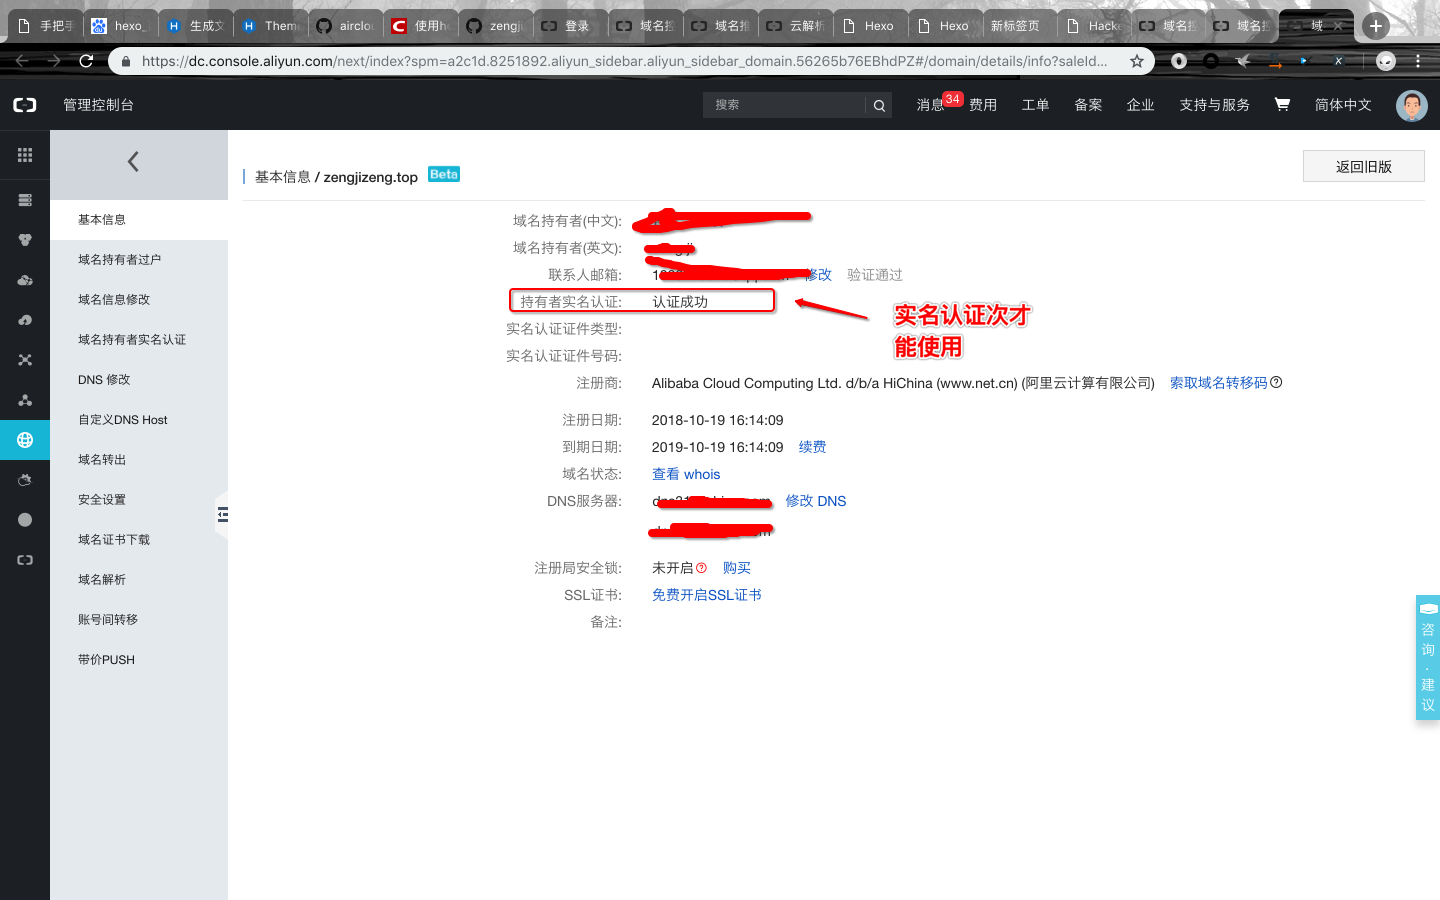 手把手
hexo_
生成文
Them
airclou
使用he
zengji
登录
域名控
域名推
云解析
Hexo
Hexo
新标签页
Hacke
域名控
域名控
域
https://dc.console.aliyun.com/next/index?spm=a2c1d.8251892.aliyun_sidebar.aliyun_sidebar_domain.56265b76EBhdPZ#/domain/details/info?saleId...
管理控制台
搜索
消息 34
费用
工单
备案
企业
支持与服务
简体中文
基本信息 / zengjizeng.top Beta
返回旧版
基本信息
域名持有者过户
域名信息修改
域名持有者实名认证
DNS 修改
自定义DNS Host
域名转出
安全设置
域名证书下载
域名解析
账号间转移
带价PUSH
域名持有者(中文):
域名持有者(英文):
联系人邮箱: 修改 验证通过
持有者实名认证: 认证成功
实名认证次才
能使用
实名认证证件类型:
实名认证证件号码:
注册商: Alibaba Cloud Computing Ltd. d/b/a HiChina (www.net.cn) (阿里云计算有限公司) 索取域名转移码
注册日期: 2018-10-19 16:14:09
到期日期: 2019-10-19 16:14:09 续费
域名状态: 查看 whois
DNS服务器: 修改 DNS
注册局安全锁: 未开启 购买
SSL证书: 免费开启SSL证书
备注:
咨
询
·
建
议